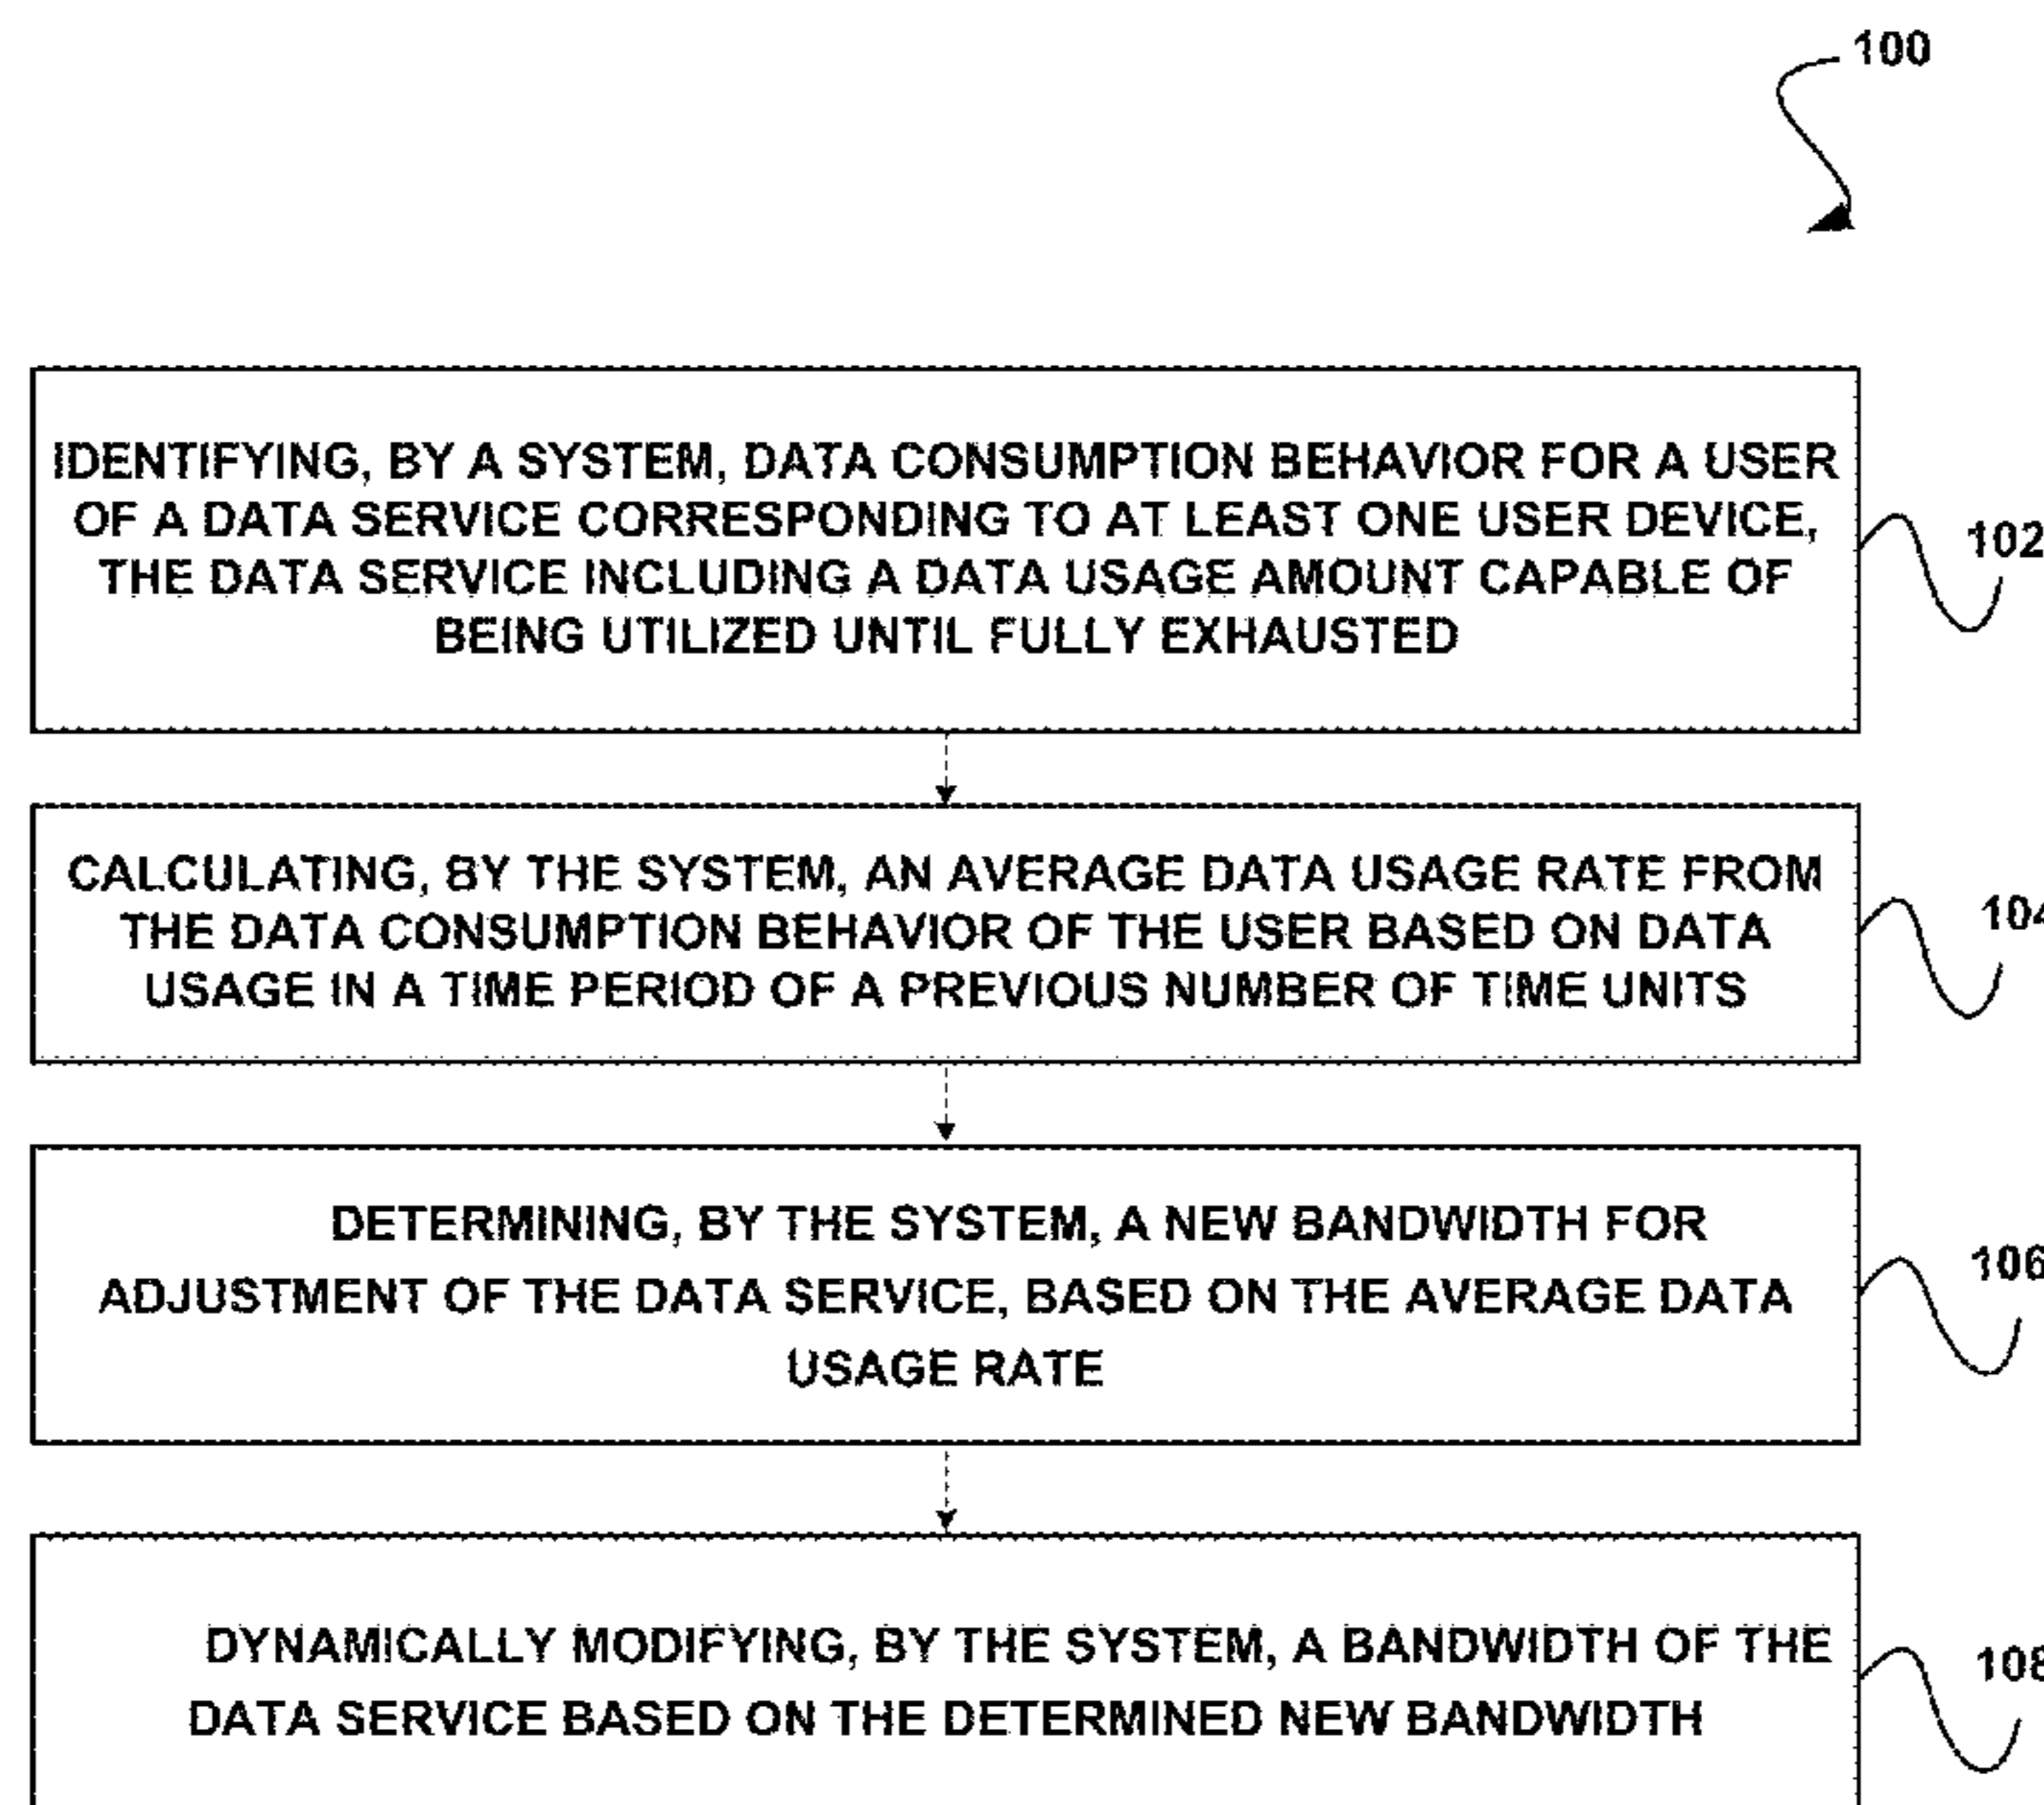 100
IDENTIFYING, BY A SYSTEM, DATA CONSUMPTION BEHAVIOR FOR A USER
OF A DATA SERVICE CORRESPONDING TO AT LEAST ONE USER DEVICE,
THE DATA SERVICE INCLUDING A DATA USAGE AMOUNT CAPABLE OF
BEING UTILIZED UNTIL FULLY EXHAUSTED
102
CALCULATING, BY THE SYSTEM, AN AVERAGE DATA USAGE RATE FROM
THE DATA CONSUMPTION BEHAVIOR OF THE USER BASED ON DATA
USAGE IN A TIME PERIOD OF A PREVIOUS NUMBER OF TIME UNITS
104
DETERMINING, BY THE SYSTEM, A NEW BANDWIDTH FOR
ADJUSTMENT OF THE DATA SERVICE, BASED ON THE AVERAGE DATA
USAGE RATE
106
DYNAMICALLY MODIFYING, BY THE SYSTEM, A BANDWIDTH OF THE
DATA SERVICE BASED ON THE DETERMINED NEW BANDWIDTH
108